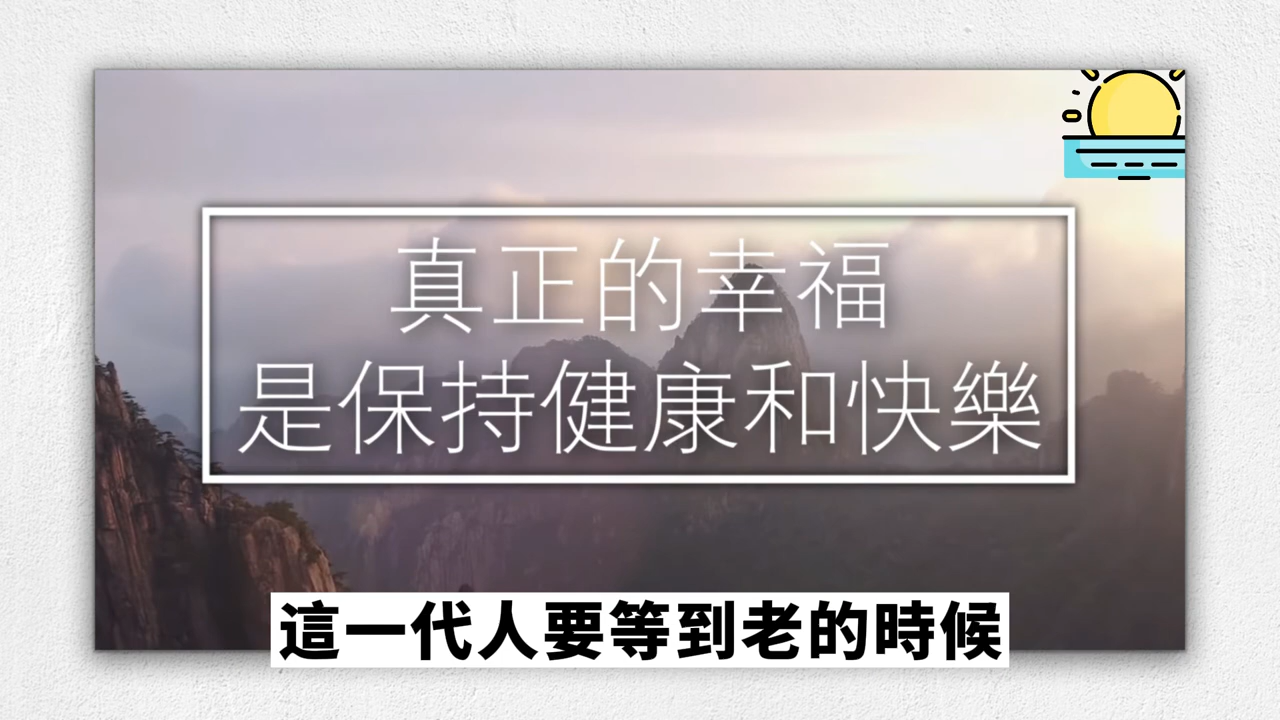 真正的幸福
是保持健康和快樂
這一代人要等到老的時候